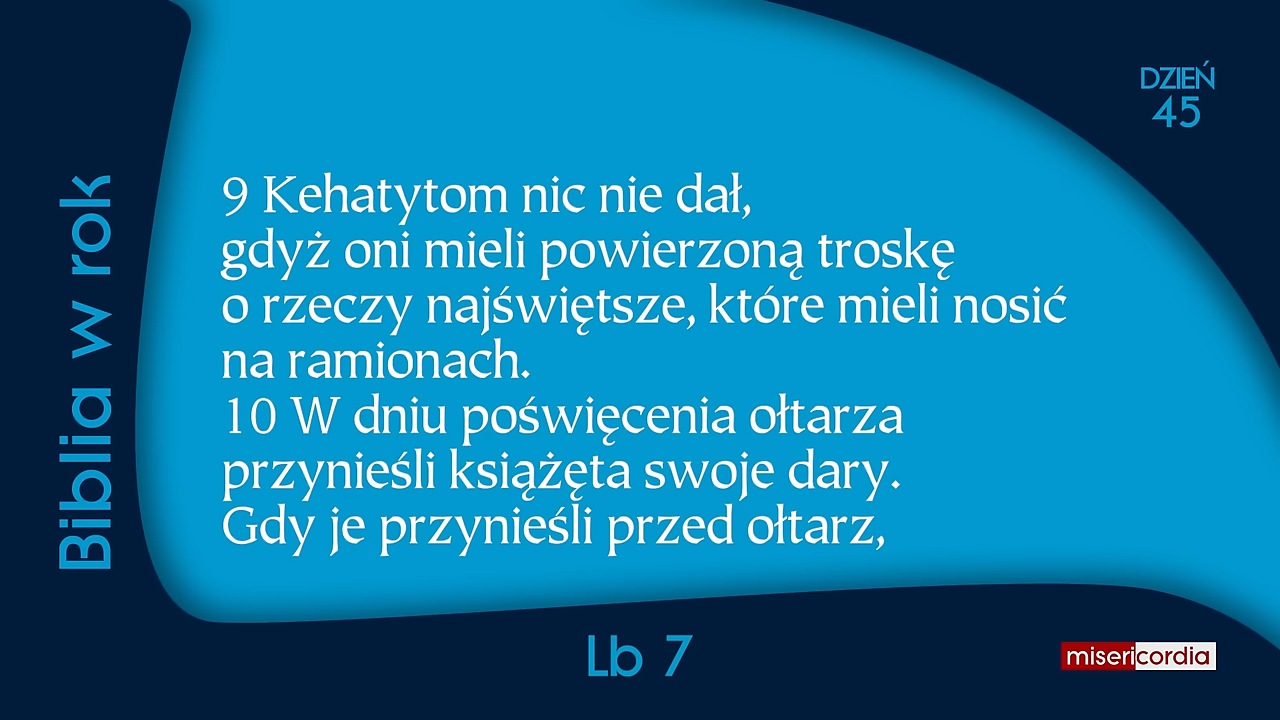 Biblia w rok
DZIEŃ
45
9 Kehatytom nic nie dał,
gdyż oni mieli powierzoną troskę
o rzeczy najświętsze, które mieli nosić
na ramionach.
10 W dniu poświęcenia ołtarza
przynieśli książęta swoje dary.
Gdy je przynieśli przed ołtarz,
Lb 7
misericordia